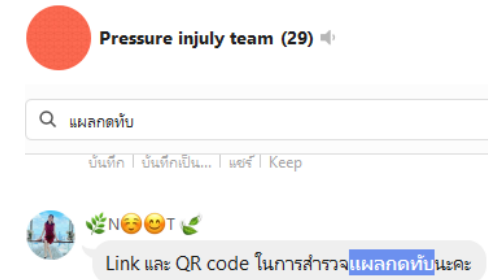 Pressure injuly team (29)
แผลกดทับ
บันทึก | บันทึกเป็น... | แชร์ | Keep
🌿N☺️😊T🌿
Link และ QR code ในการสำรวจแผลกดทับนะคะ